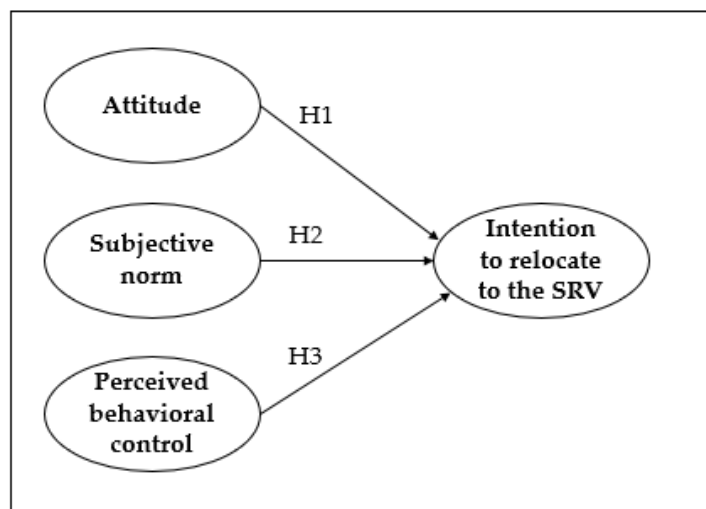 Attitude
H1
Subjective
norm
H2
Intention
to relocate
to the SRV
Perceived
behavioral
control
H3